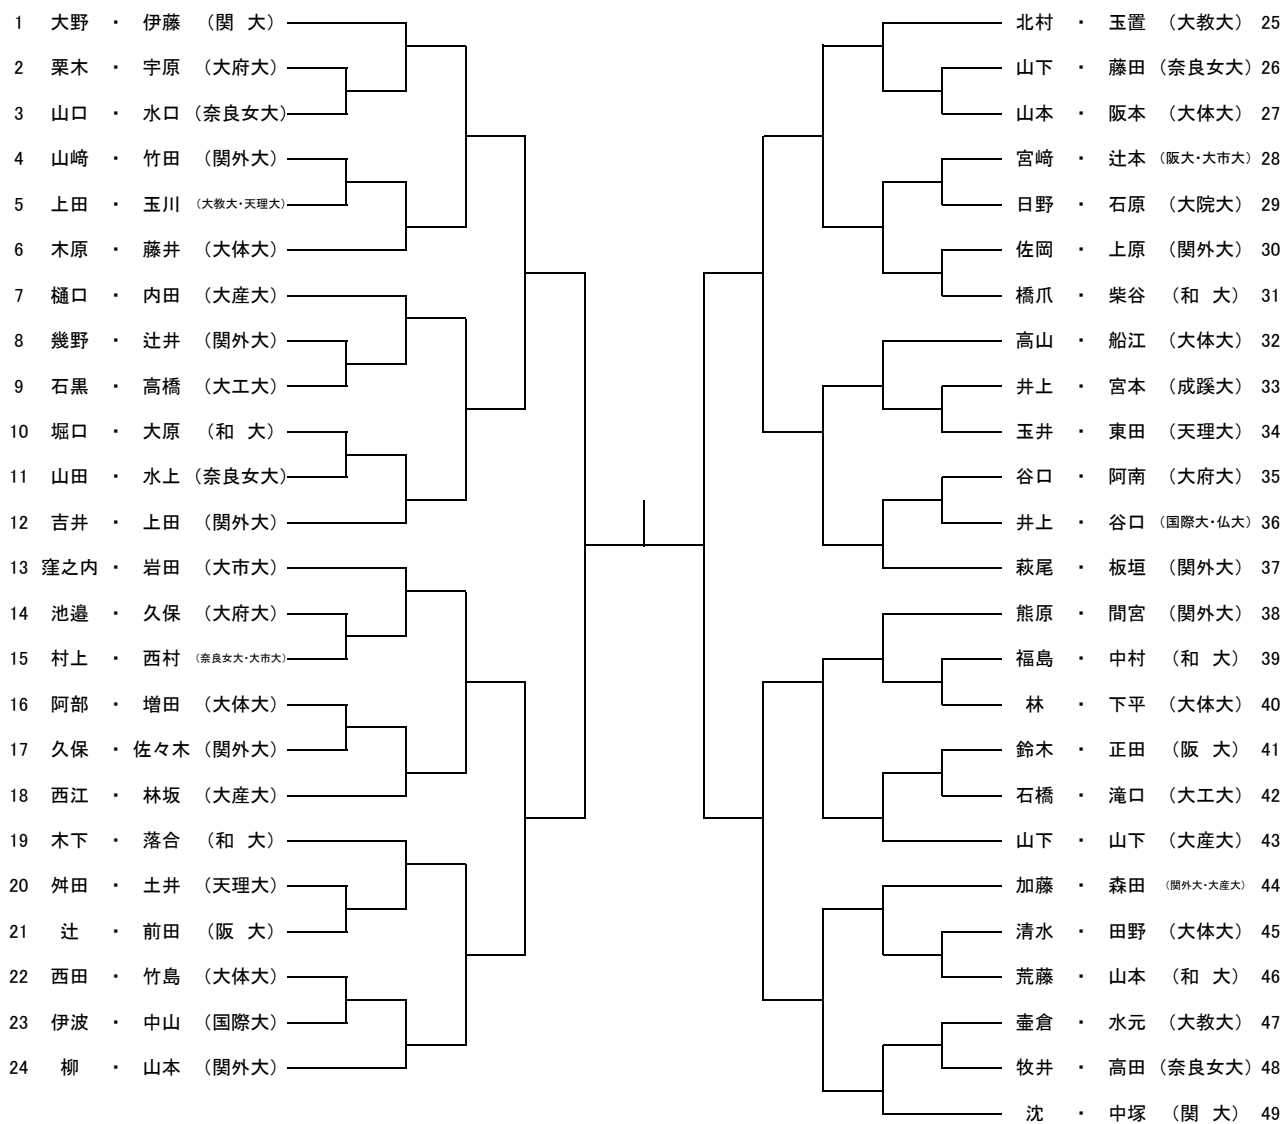 1 大野 ・ 伊藤 （関 大）
2 栗木 ・ 宇原 （大府大）
3 山口 ・ 水口 （奈良女大）
4 山﨑 ・ 竹田 （関外大）
5 上田 ・ 玉川 （大教大・天理大）
6 木原 ・ 藤井 （大体大）
7 樋口 ・ 内田 （大産大）
8 幾野 ・ 辻井 （関外大）
9 石黒 ・ 高橋 （大工大）
10 堀口 ・ 大原 （和 大）
11 山田 ・ 水上 （奈良女大）
12 吉井 ・ 上田 （関外大）
13 窪之内 ・ 岩田 （大市大）
14 池邉 ・ 久保 （大府大）
15 村上 ・ 西村 （奈良女大・大市大）
16 阿部 ・ 増田 （大体大）
17 久保 ・ 佐々木 （関外大）
18 西江 ・ 林坂 （大産大）
19 木下 ・ 落合 （和 大）
20 舛田 ・ 土井 （天理大）
21 辻 ・ 前田 （阪 大）
22 西田 ・ 竹島 （大体大）
23 伊波 ・ 中山 （国際大）
24 柳 ・ 山本 （関外大）
北村 ・ 玉置 （大教大） 25
山下 ・ 藤田 （奈良女大） 26
山本 ・ 阪本 （大体大） 27
宮﨑 ・ 辻本 （阪大・大市大） 28
日野 ・ 石原 （大院大） 29
佐岡 ・ 上原 （関外大） 30
橋爪 ・ 柴谷 （和 大） 31
高山 ・ 船江 （大体大） 32
井上 ・ 宮本 （成蹊大） 33
玉井 ・ 東田 （天理大） 34
谷口 ・ 阿南 （大府大） 35
井上 ・ 谷口 （国際大・仏大） 36
萩尾 ・ 板垣 （関外大） 37
熊原 ・ 間宮 （関外大） 38
福島 ・ 中村 （和 大） 39
林 ・ 下平 （大体大） 40
鈴木 ・ 正田 （阪 大） 41
石橋 ・ 滝口 （大工大） 42
山下 ・ 山下 （大産大） 43
加藤 ・ 森田 （関外大・大産大） 44
清水 ・ 田野 （大体大） 45
荒藤 ・ 山本 （和 大） 46
壷倉 ・ 水元 （大教大） 47
牧井 ・ 高田 （奈良女大） 48
沈 ・ 中塚 （関 大） 49